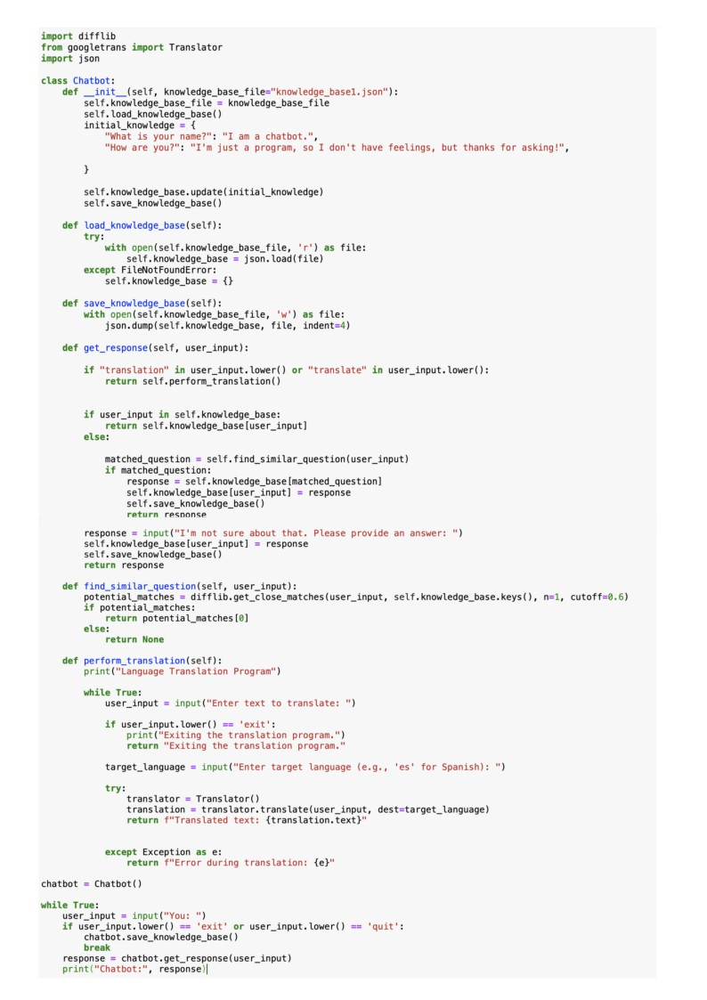 import difflib
from googletrans import Translator
import json

class Chatbot:
    def __init__(self, knowledge_base_file="knowledge_base1.json"):
        self.knowledge_base_file = knowledge_base_file
        self.load_knowledge_base()
        initial_knowledge = {
            "What is your name?": "I am a chatbot.",
            "How are you?": "I'm just a program, so I don't have feelings, but thanks for asking!",

        }

        self.knowledge_base.update(initial_knowledge)
        self.save_knowledge_base()

    def load_knowledge_base(self):
        try:
            with open(self.knowledge_base_file, 'r') as file:
                self.knowledge_base = json.load(file)
        except FileNotFoundError:
            self.knowledge_base = {}

    def save_knowledge_base(self):
        with open(self.knowledge_base_file, 'w') as file:
            json.dump(self.knowledge_base, file, indent=4)

    def get_response(self, user_input):

        if "translation" in user_input.lower() or "translate" in user_input.lower():
            return self.perform_translation()


        if user_input in self.knowledge_base:
            return self.knowledge_base[user_input]
        else:

            matched_question = self.find_similar_question(user_input)
            if matched_question:
                response = self.knowledge_base[matched_question]
                self.knowledge_base[user_input] = response
                self.save_knowledge_base()
                return response

        response = input("I'm not sure about that. Please provide an answer: ")
        self.knowledge_base[user_input] = response
        self.save_knowledge_base()
        return response

    def find_similar_question(self, user_input):
        potential_matches = difflib.get_close_matches(user_input, self.knowledge_base.keys(), n=1, cutoff=0.6)
        if potential_matches:
            return potential_matches[0]
        else:
            return None

    def perform_translation(self):
        print("Language Translation Program")

        while True:
            user_input = input("Enter text to translate: ")

            if user_input.lower() == 'exit':
                print("Exiting the translation program.")
                return "Exiting the translation program."

            target_language = input("Enter target language (e.g., 'es' for Spanish): ")

            try:
                translator = Translator()
                translation = translator.translate(user_input, dest=target_language)
                return f"Translated text: {translation.text}"


            except Exception as e:
                return f"Error during translation: {e}"

chatbot = Chatbot()

while True:
    user_input = input("You: ")
    if user_input.lower() == 'exit' or user_input.lower() == 'quit':
        chatbot.save_knowledge_base()
        break
    response = chatbot.get_response(user_input)
    print("Chatbot:", response)